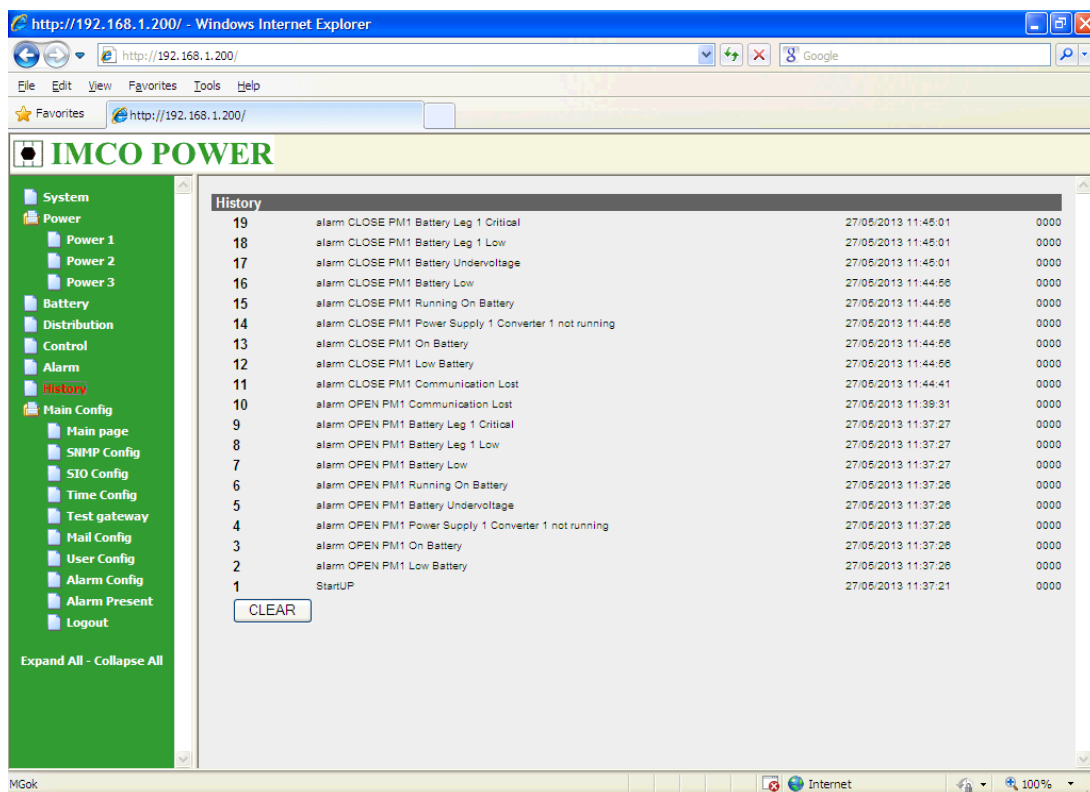 http://192.168.1.200/ - Windows Internet Explorer
http://192.168.1.200/
Google
File Edit View Favorites Tools Help
Favorites http://192.168.1.200/
IMCO POWER
System
Power
Power 1
Power 2
Power 3
Battery
Distribution
Control
Alarm
History
Main Config
Main page
SNMP Config
SIO Config
Time Config
Test gateway
Mail Config
User Config
Alarm Config
Alarm Present
Logout
Expand All - Collapse All
History
19 alarm CLOSE PM1 Battery Leg 1 Critical 27/05/2013 11:45:01 0000
18 alarm CLOSE PM1 Battery Leg 1 Low 27/05/2013 11:45:01 0000
17 alarm CLOSE PM1 Battery Undervoltage 27/05/2013 11:45:01 0000
16 alarm CLOSE PM1 Battery Low 27/05/2013 11:44:56 0000
15 alarm CLOSE PM1 Running On Battery 27/05/2013 11:44:56 0000
14 alarm CLOSE PM1 Power Supply 1 Converter 1 not running 27/05/2013 11:44:56 0000
13 alarm CLOSE PM1 On Battery 27/05/2013 11:44:56 0000
12 alarm CLOSE PM1 Low Battery 27/05/2013 11:44:56 0000
11 alarm CLOSE PM1 Communication Lost 27/05/2013 11:44:41 0000
10 alarm OPEN PM1 Communication Lost 27/05/2013 11:39:31 0000
9 alarm OPEN PM1 Battery Leg 1 Critical 27/05/2013 11:37:27 0000
8 alarm OPEN PM1 Battery Leg 1 Low 27/05/2013 11:37:27 0000
7 alarm OPEN PM1 Battery Low 27/05/2013 11:37:27 0000
6 alarm OPEN PM1 Running On Battery 27/05/2013 11:37:26 0000
5 alarm OPEN PM1 Battery Undervoltage 27/05/2013 11:37:26 0000
4 alarm OPEN PM1 Power Supply 1 Converter 1 not running 27/05/2013 11:37:26 0000
3 alarm OPEN PM1 On Battery 27/05/2013 11:37:26 0000
2 alarm OPEN PM1 Low Battery 27/05/2013 11:37:26 0000
1 StartUP 27/05/2013 11:37:21 0000
CLEAR
MGok Internet 100%